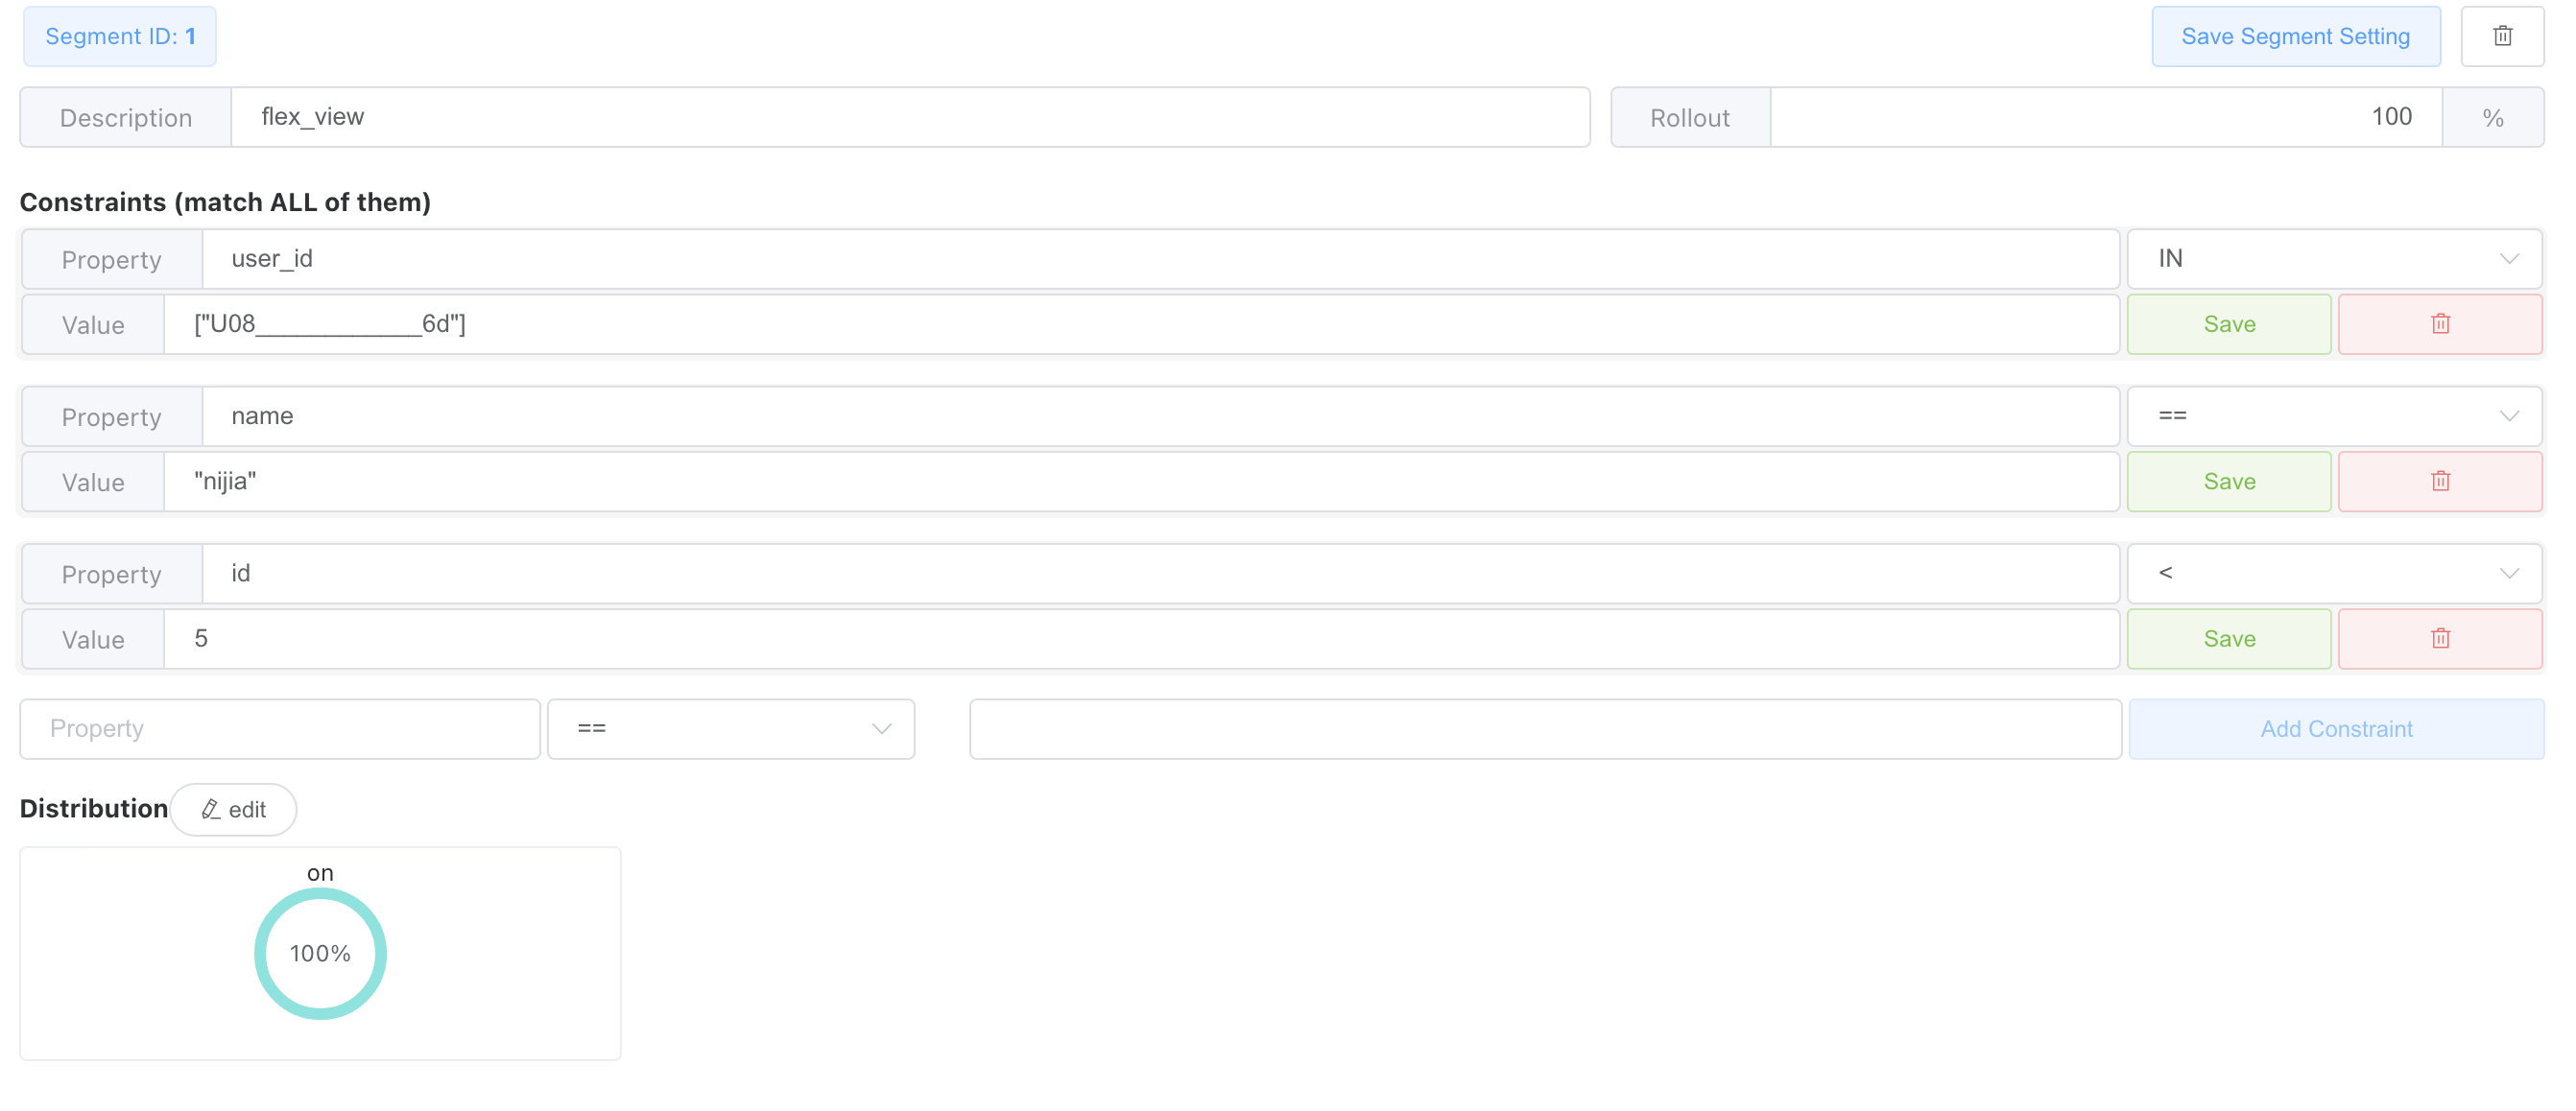 Segment ID: 1
Save Segment Setting
Description flex_view
Rollout 100 %
Constraints (match ALL of them)
Property user_id IN
Value ["U08____________6d"] Save
Property name ==
Value "nijia" Save
Property id <
Value 5 Save
Property == Add Constraint
Distribution edit
on
100%